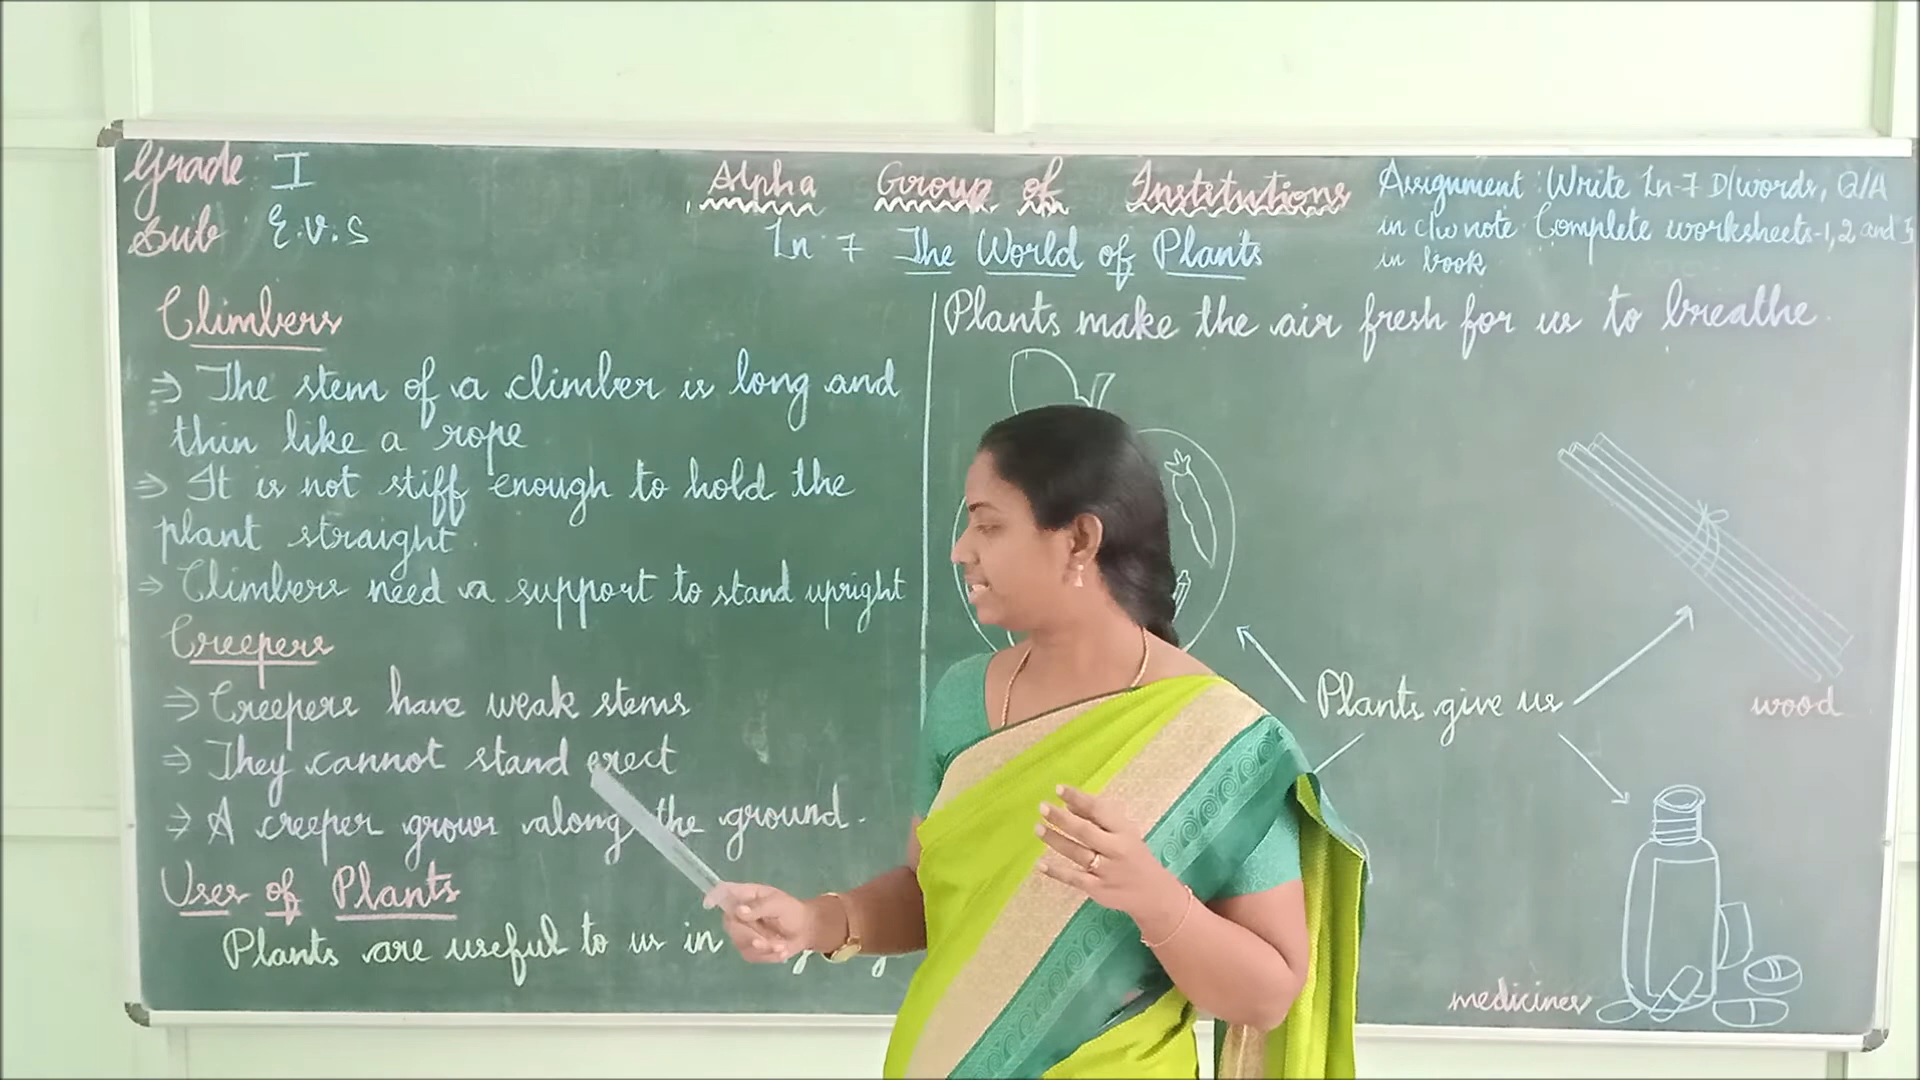 Grade I
Sub E.V.S
Alpha Group of Institutions
Ln 7 The World of Plants
Assignment: Write Ln-7 D/words, Q/A
in c/w note. Complete worksheets-1, 2 and 3
in book
Climbers
⇒ The stem of a climber is long and
thin like a rope
⇒ It is not stiff enough to hold the
plant straight.
⇒ Climbers need a support to stand upright
Creepers
⇒ Creepers have weak stems
⇒ They cannot stand erect
⇒ A creeper grows along the ground.
Uses of Plants
Plants are useful to us in
Plants make the air fresh for us to breathe.
Plants give us
wood
medicines